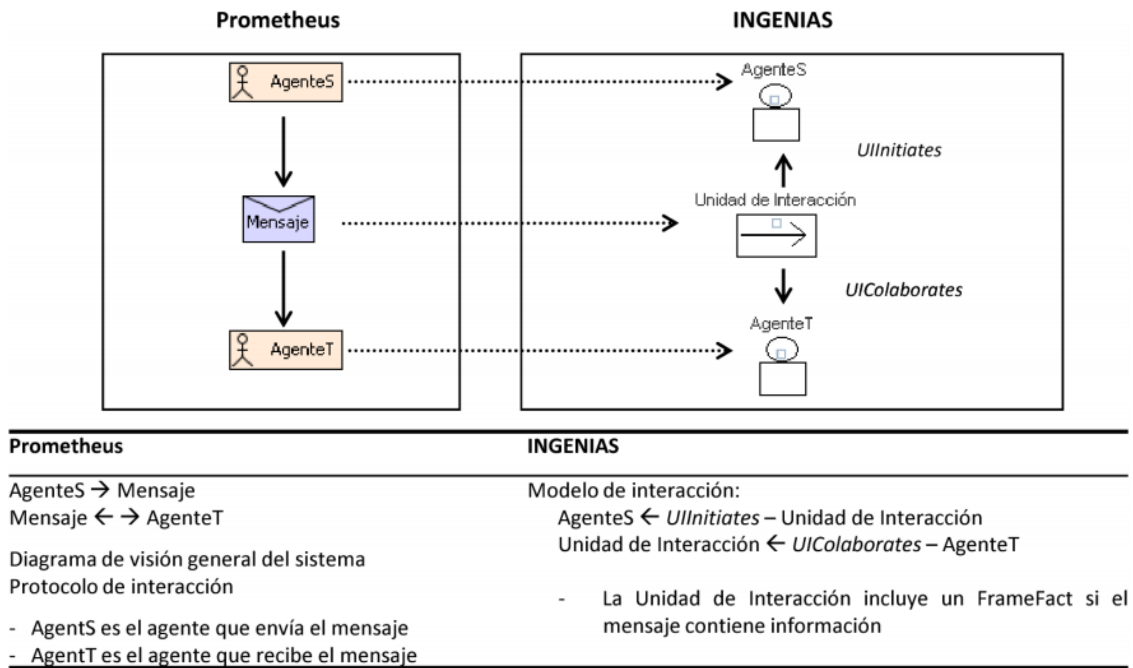 Prometheus
INGENIAS
AgenteS
AgenteS
UIInitiates
Unidad de Interacción
Mensaje
UIColaborates
AgenteT
AgenteT
Prometheus
INGENIAS
AgenteS → Mensaje
Mensaje ← → AgenteT
Diagrama de visión general del sistema
Protocolo de interacción
- AgentS es el agente que envía el mensaje
- AgentT es el agente que recibe el mensaje
Modelo de interacción:
AgenteS ← UIInitiates – Unidad de Interacción
Unidad de Interacción ← UIColaborates – AgenteT
- La Unidad de Interacción incluye un FrameFact si el
mensaje contiene información